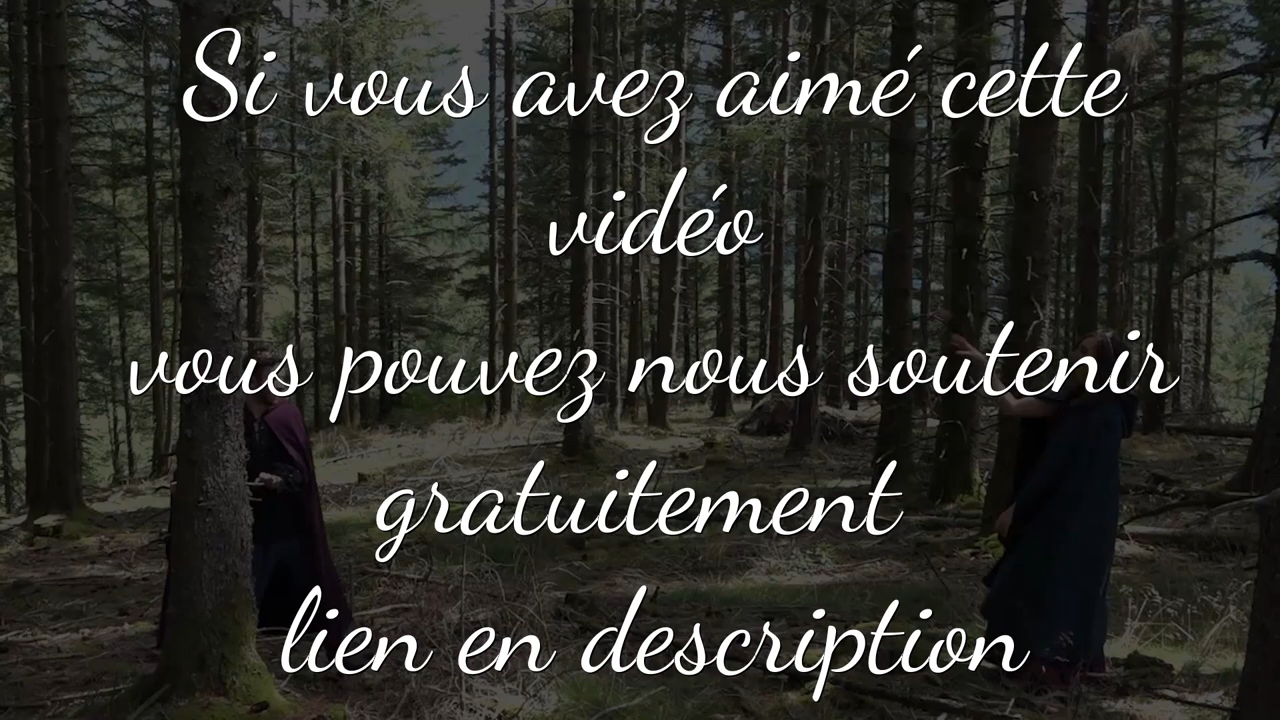 Si vous avez aimé cette
vidéo
vous pouvez nous soutenir
gratuitement
lien en description